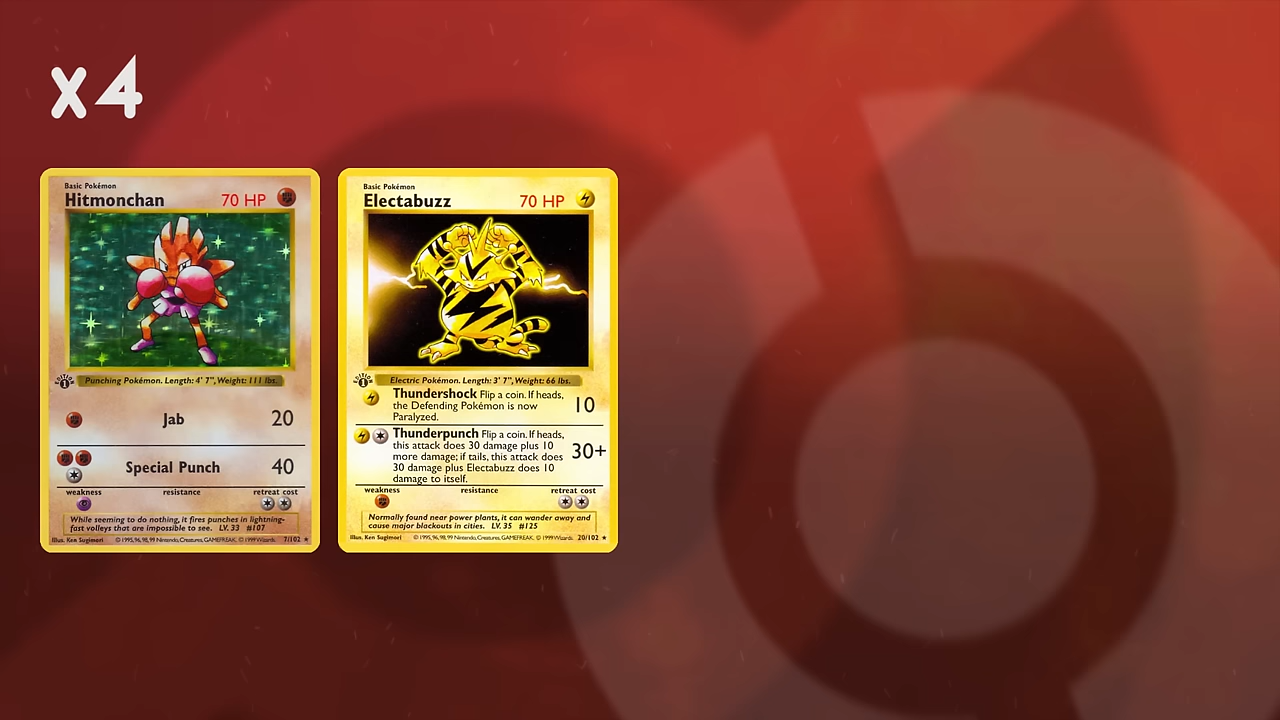 x4
Basic Pokémon
Hitmonchan 70 HP
EDITION 1
Punching Pokémon. Length: 4' 7", Weight: 111 lbs.
Jab 20
Special Punch 40
weakness resistance retreat cost
While seeming to do nothing, it fires punches in lightning-
fast volleys that are impossible to see. LV. 33 #107
Illus. Ken Sugimori ©1995, 96, 98, 99 Nintendo, Creatures, GAMEFREAK. ©1999 Wizards. 7/102 ★
Basic Pokémon
Electabuzz 70 HP
EDITION 1
Electric Pokémon. Length: 3' 7", Weight: 66 lbs.
Thundershock Flip a coin. If heads,
the Defending Pokémon is now
Paralyzed.
10
Thunderpunch Flip a coin. If heads,
this attack does 30 damage plus 10
more damage; if tails, this attack does
30 damage plus Electabuzz does 10
damage to itself.
30+
weakness resistance retreat cost
Normally found near power plants, it can wander away and
cause major blackouts in cities. LV. 35 #125
Illus. Ken Sugimori ©1995, 96, 98, 99 Nintendo, Creatures, GAMEFREAK. ©1999 Wizards. 20/102 ★